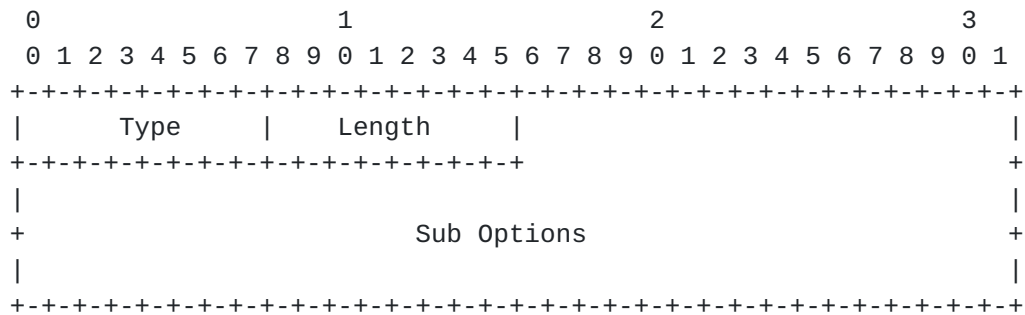 0                   1                   2                   3
 0 1 2 3 4 5 6 7 8 9 0 1 2 3 4 5 6 7 8 9 0 1 2 3 4 5 6 7 8 9 0 1
+-+-+-+-+-+-+-+-+-+-+-+-+-+-+-+-+-+-+-+-+-+-+-+-+-+-+-+-+-+-+-+-+
|      Type     |    Length     |                               |
+-+-+-+-+-+-+-+-+-+-+-+-+-+-+-+-+                               +
|                                                               |
+                         Sub Options                           +
|                                                               |
+-+-+-+-+-+-+-+-+-+-+-+-+-+-+-+-+-+-+-+-+-+-+-+-+-+-+-+-+-+-+-+-+